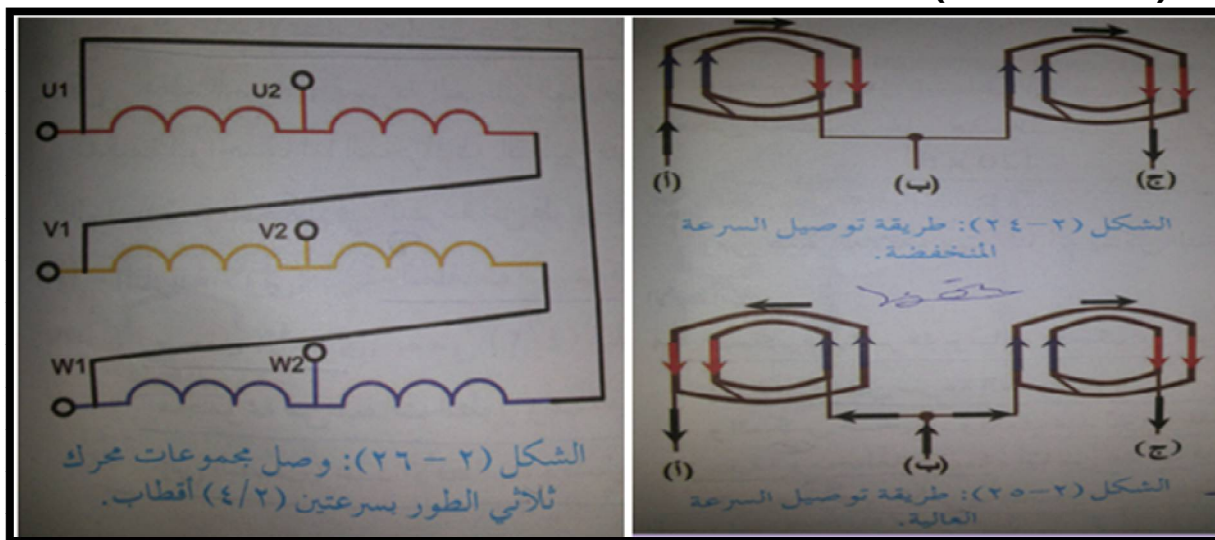 U1
U2
V1
V2
W1
W2
الشكل (٢ – ٢٦): وصل مجموعات محرك
ثلاثي الطور بسرعتين (٤/٢) أقطاب.
(أ)
(ب)
(ج)
الشكل (٢-٢٤): طريقة توصيل السرعة
المنخفضة.
(أ)
(ب)
(ج)
الشكل (٢-٢٥): طريقة توصيل السرعة
العالية.